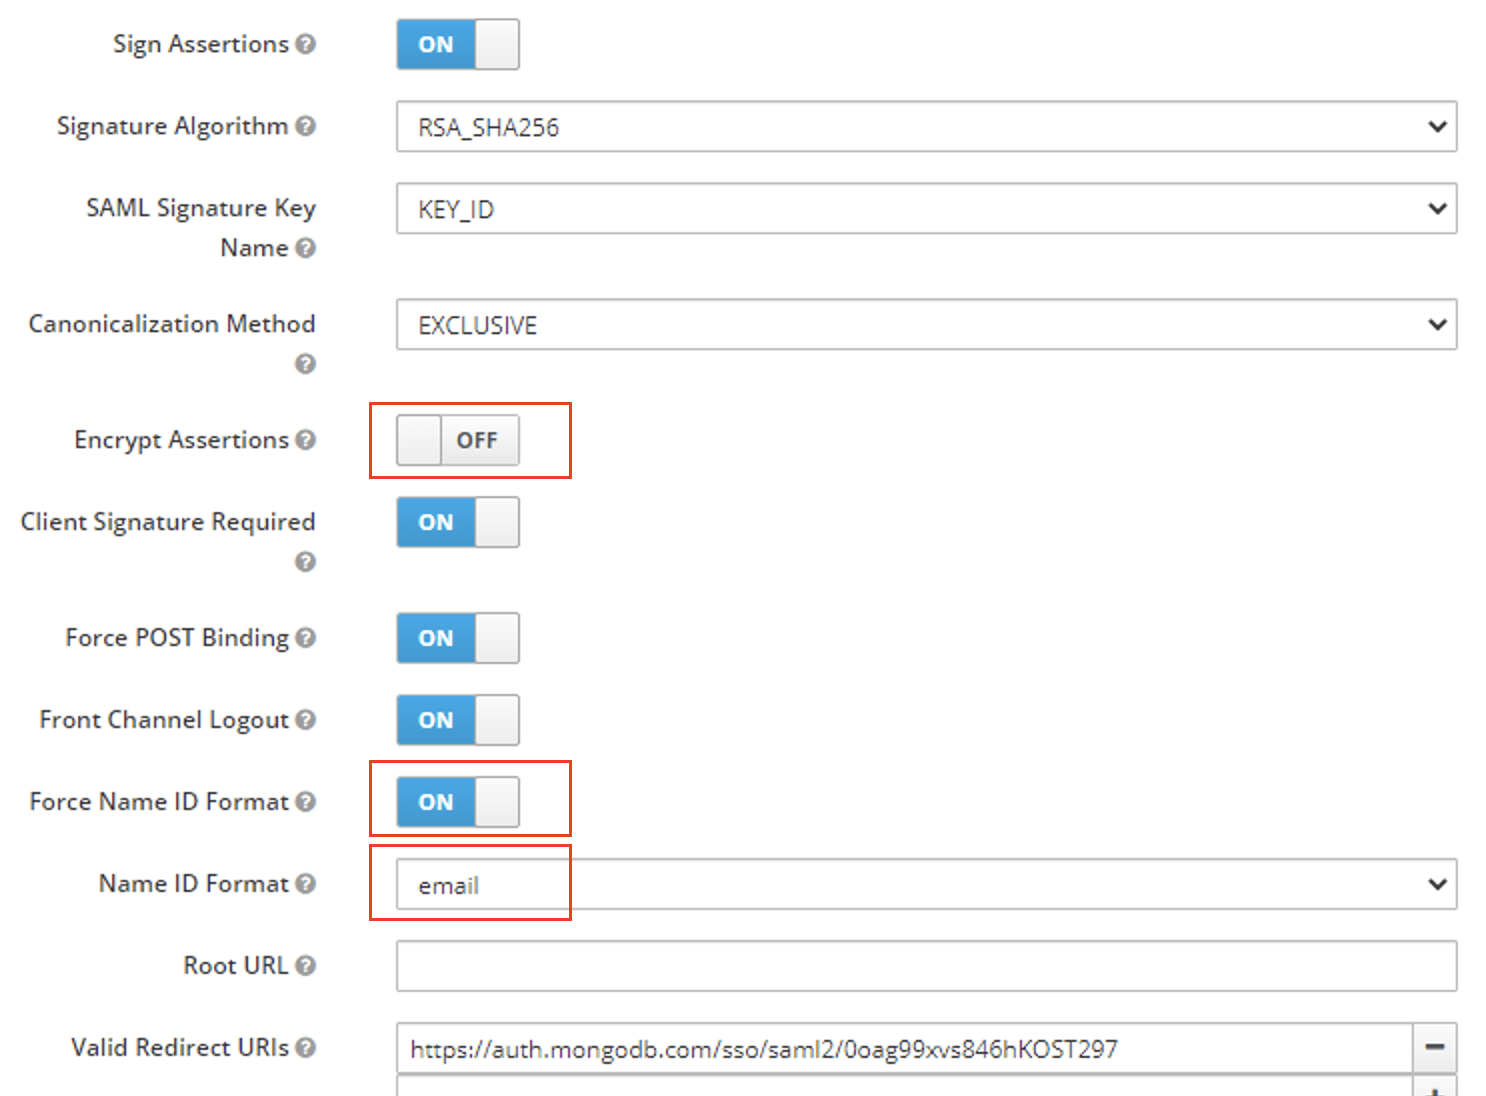 Sign Assertions
ON
Signature Algorithm
RSA_SHA256
SAML Signature Key
Name
KEY_ID
Canonicalization Method
EXCLUSIVE
Encrypt Assertions
OFF
Client Signature Required
ON
Force POST Binding
ON
Front Channel Logout
ON
Force Name ID Format
ON
Name ID Format
email
Root URL
Valid Redirect URIs
https://auth.mongodb.com/sso/saml2/0oag99xvs846hKOST297